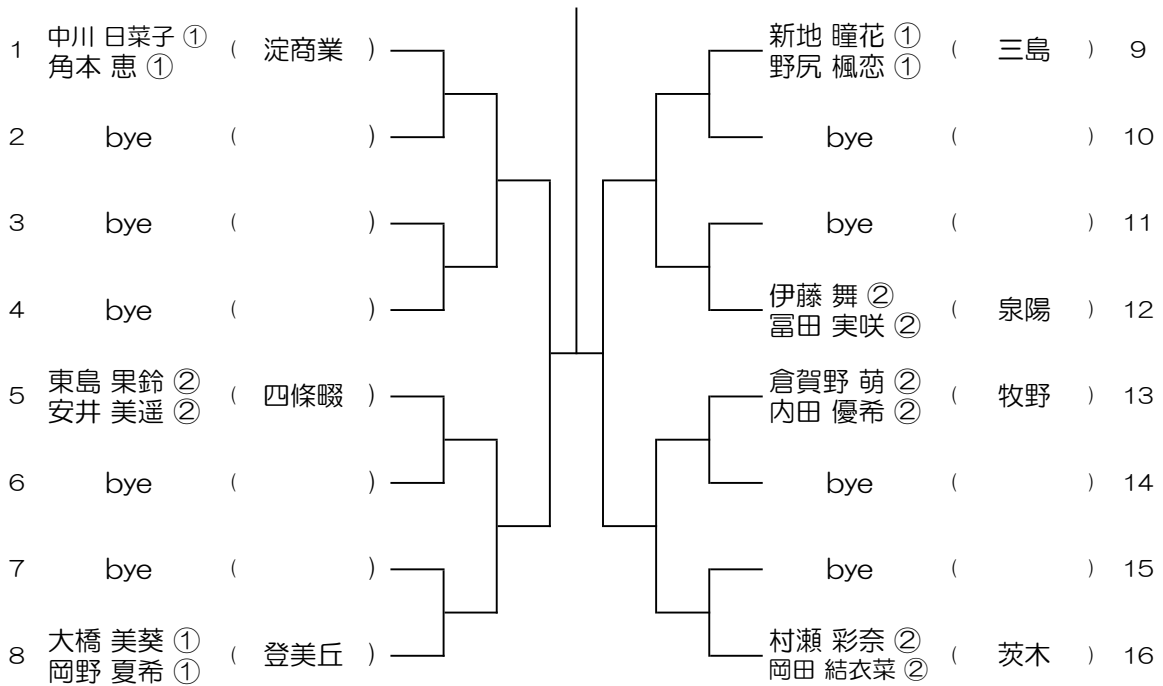 中川 日菜子 ①
1 ( 淀商業 )
角本 恵 ①
2 bye ( )
3 bye ( )
4 bye ( )
東島 果鈴 ②
5 ( 四條畷 )
安井 美遥 ②
6 bye ( )
7 bye ( )
大橋 美葵 ①
8 ( 登美丘 )
岡野 夏希 ①
新地 瞳花 ①
( 三島 ) 9
野尻 楓恋 ①
bye ( ) 10
bye ( ) 11
伊藤 舞 ②
( 泉陽 ) 12
冨田 実咲 ②
倉賀野 萌 ②
( 牧野 ) 13
内田 優希 ②
bye ( ) 14
bye ( ) 15
村瀬 彩奈 ②
( 茨木 ) 16
岡田 結衣菜 ②